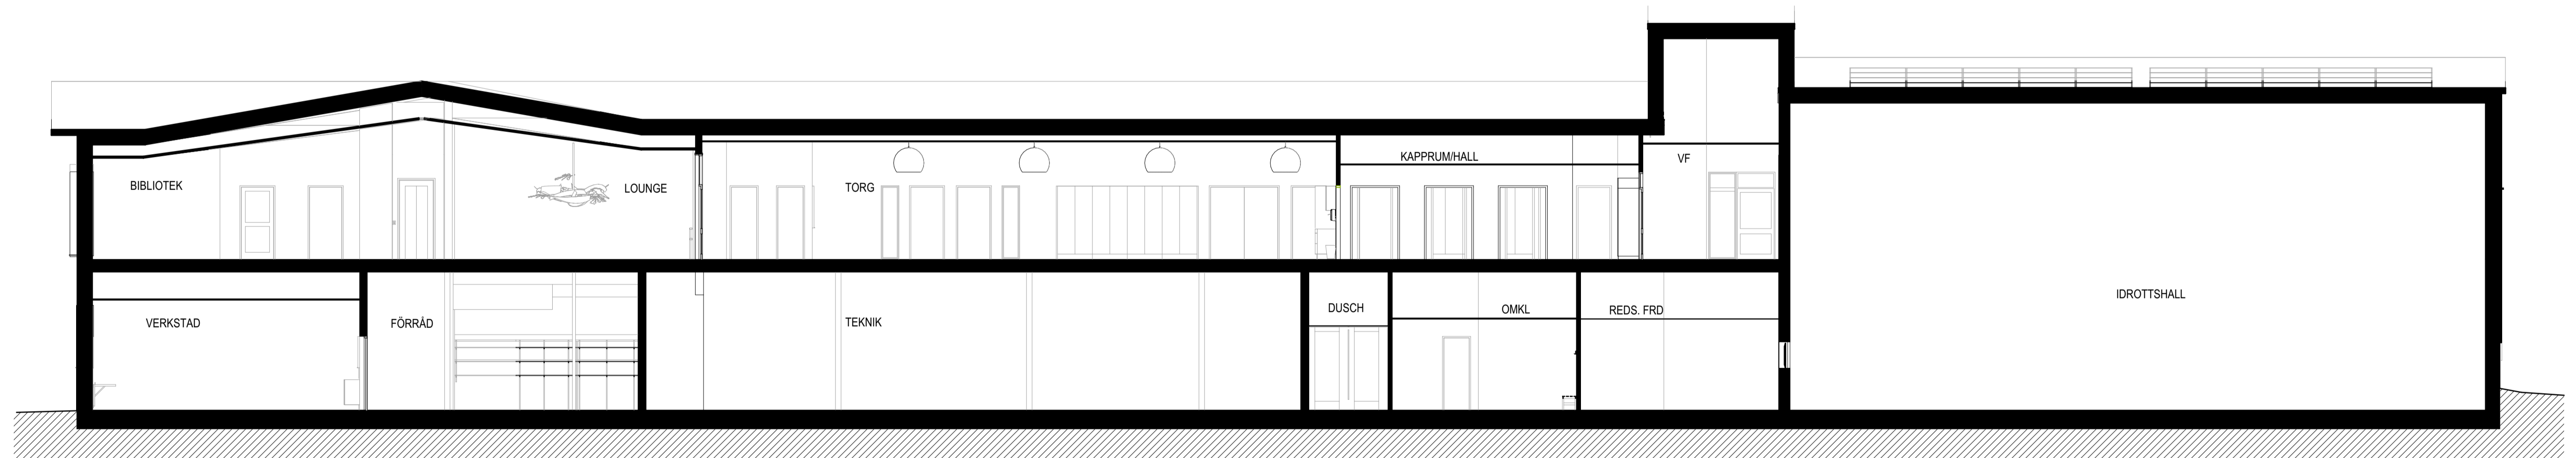 BIBLIOTEK
LOUNGE
TORG
KAPPRUM/HALL
VF
VERKSTAD
FÖRRÅD
TEKNIK
DUSCH
OMKL
REDS. FRD
IDROTTSHALL